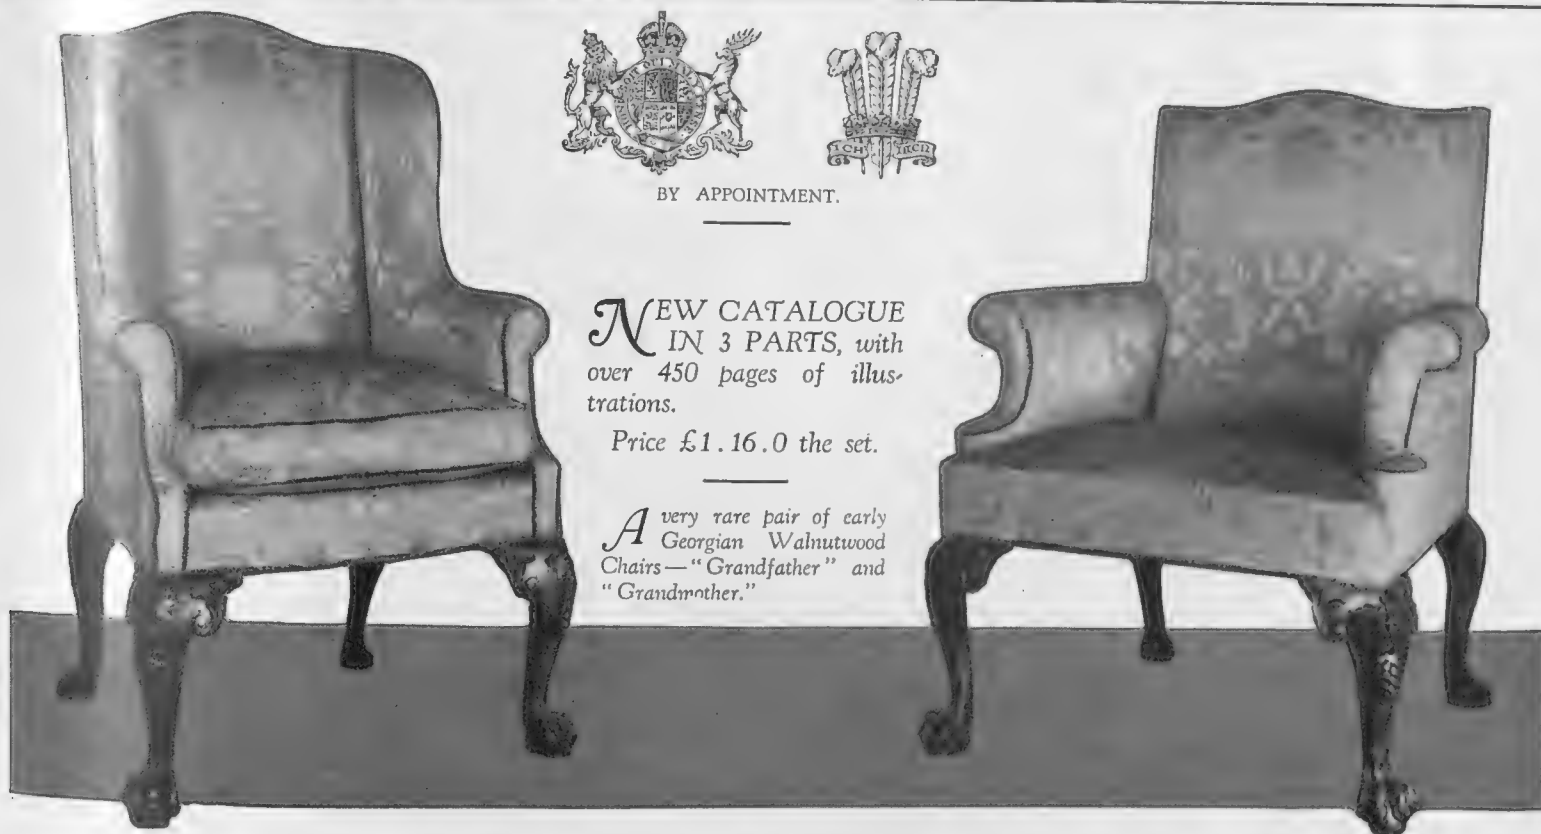 BY APPOINTMENT.
ICH
NEW CATALOGUE
IN 3 PARTS, with
over 450 pages of illus-
trations.
Price £1.16.0 the set.
A very rare pair of early
Georgian Walnutwood
Chairs—“Grandfather” and
“Grandmother.”